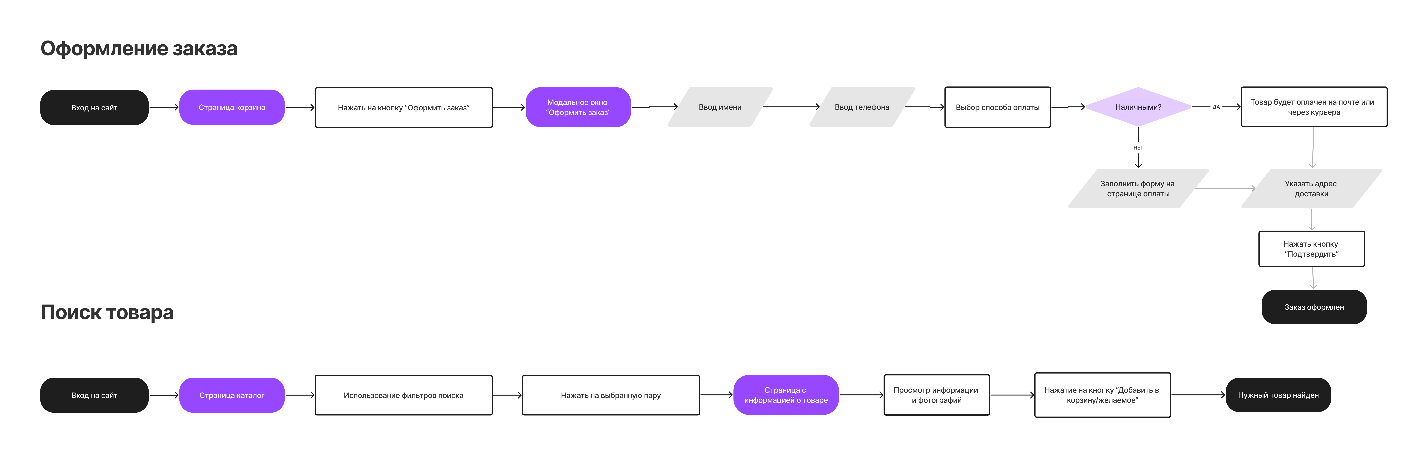 Оформление заказа
Вход на сайт
Страница корзина
Нажать на кнопку "Оформить заказ"
Модальное окно
"Оформить заказ"
Ввод имени
Ввод телефона
Выбор способа оплаты
Наличными?
ДА
Товар будет оплачен на почте или
через курьера
НЕТ
Заполнить форму на
странице оплаты
Указать адрес
доставки
Нажать кнопку
"Подтвердить"
Заказ оформлен
Поиск товара
Вход на сайт
Страница каталог
Использование фильтров поиска
Нажать на выбранную пару
Страница с
информацией о товаре
Просмотр информации
и фотографий
Нажатие на кнопку "Добавить в
корзину/желаемов"
Нужный товар найден